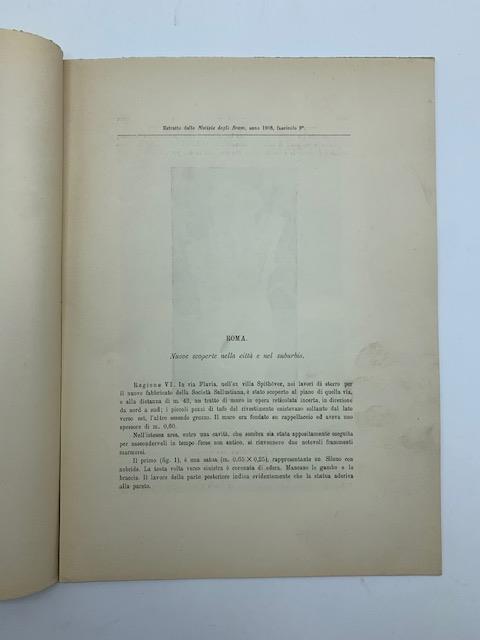 Estratto dalle Notizie degli Scavi, anno 1908, fascicolo 9°.
ROMA.
Nuove scoperte nella città e nel suburbio.
Regione VI. In via Flavia, nell'ex villa Spithöver, nei lavori di sterro per
il nuovo fabbricato della Società Sallustiana, è stato scoperto al piano di quella via,
e alla distanza di m. 43, un tratto di muro in opera reticolata incerta, in direzione
da nord a sud; i piccoli pezzi di tufo del rivestimento esistevano soltanto dal lato
verso est, l'altro essendo grezzo. Il muro era fondato su cappellaccio ed aveva uno
spessore di m. 0,60.
Nell'istessa area, entro una cavità, che sembra sia stata appositamente eseguita
per nascondervoli in tempo forse non antico, si rinvennero due notevoli frammenti
marmorei.
Il primo (fig. 1), è una satua (m. 0,65 × 0,25), rappresentante un Sileno con
nebride. La testa volta verso sinistra è coronata di edera. Mancano le gambe e le
braccia. Il lavoro della parte posteriore indica evidentemente che la statua aderiva
alla parete.